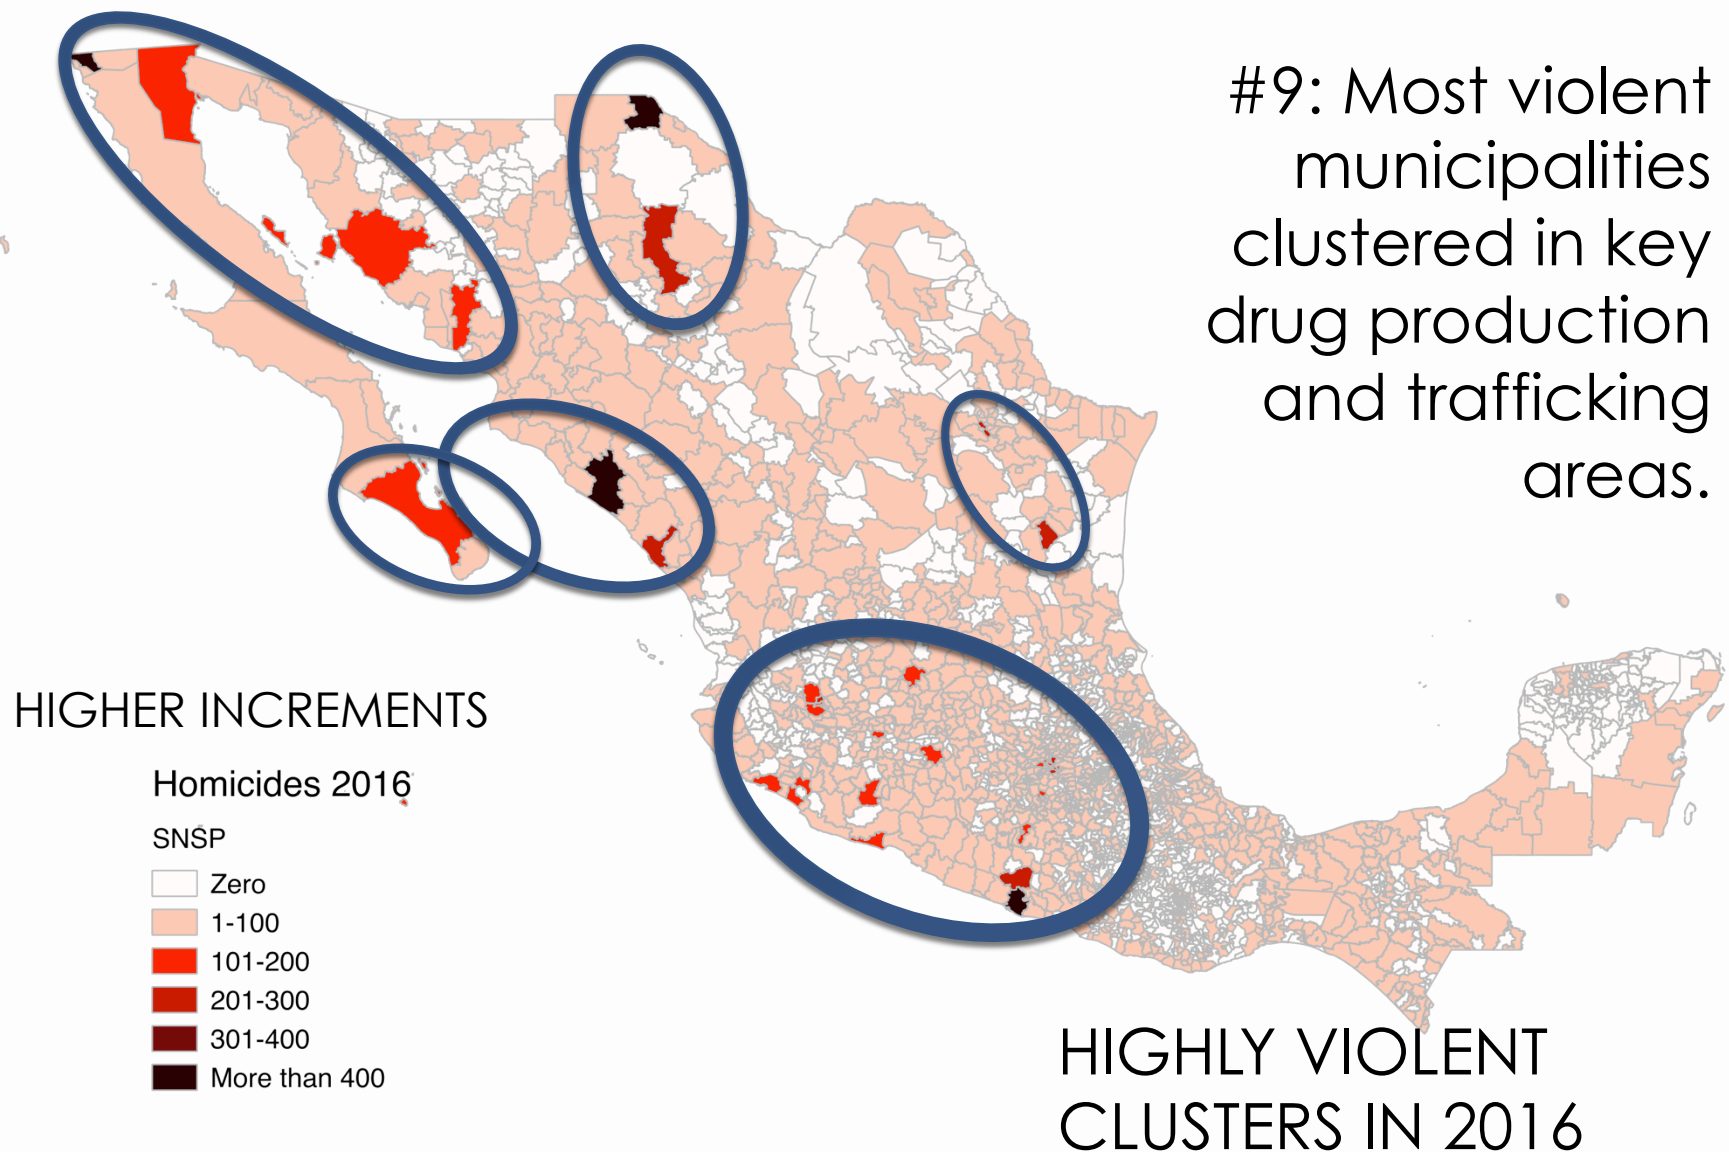 #9: Most violent
municipalities
clustered in key
drug production
and trafficking
areas.
HIGHER INCREMENTS
Homicides 2016
SNSP
Zero
1-100
101-200
201-300
301-400
More than 400
HIGHLY VIOLENT
CLUSTERS IN 2016